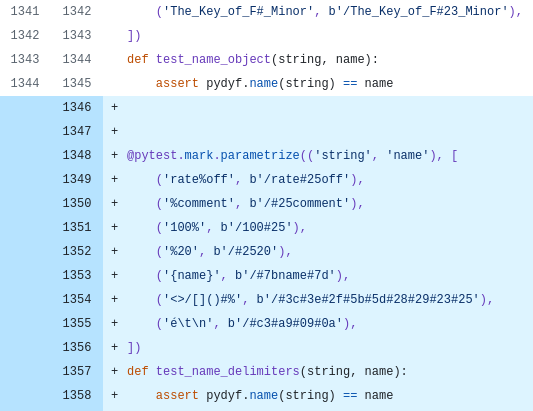 1341 1342     ('The_Key_of_F#_Minor', b'/The_Key_of_F#23_Minor'),
1342 1343 ])
1343 1344 def test_name_object(string, name):
1344 1345     assert pydyf.name(string) == name
1346 +
1347 +
1348 + @pytest.mark.parametrize(('string', 'name'), [
1349 +     ('rate%off', b'/rate#25off'),
1350 +     ('%comment', b'/#25comment'),
1351 +     ('100%', b'/100#25'),
1352 +     ('%20', b'/#2520'),
1353 +     ('{name}', b'/#7bname#7d'),
1354 +     ('<>/[]()#%', b'/#3c#3e#2f#5b#5d#28#29#23#25'),
1355 +     ('é\t\n', b'/#c3#a9#09#0a'),
1356 + ])
1357 + def test_name_delimiters(string, name):
1358 +     assert pydyf.name(string) == name